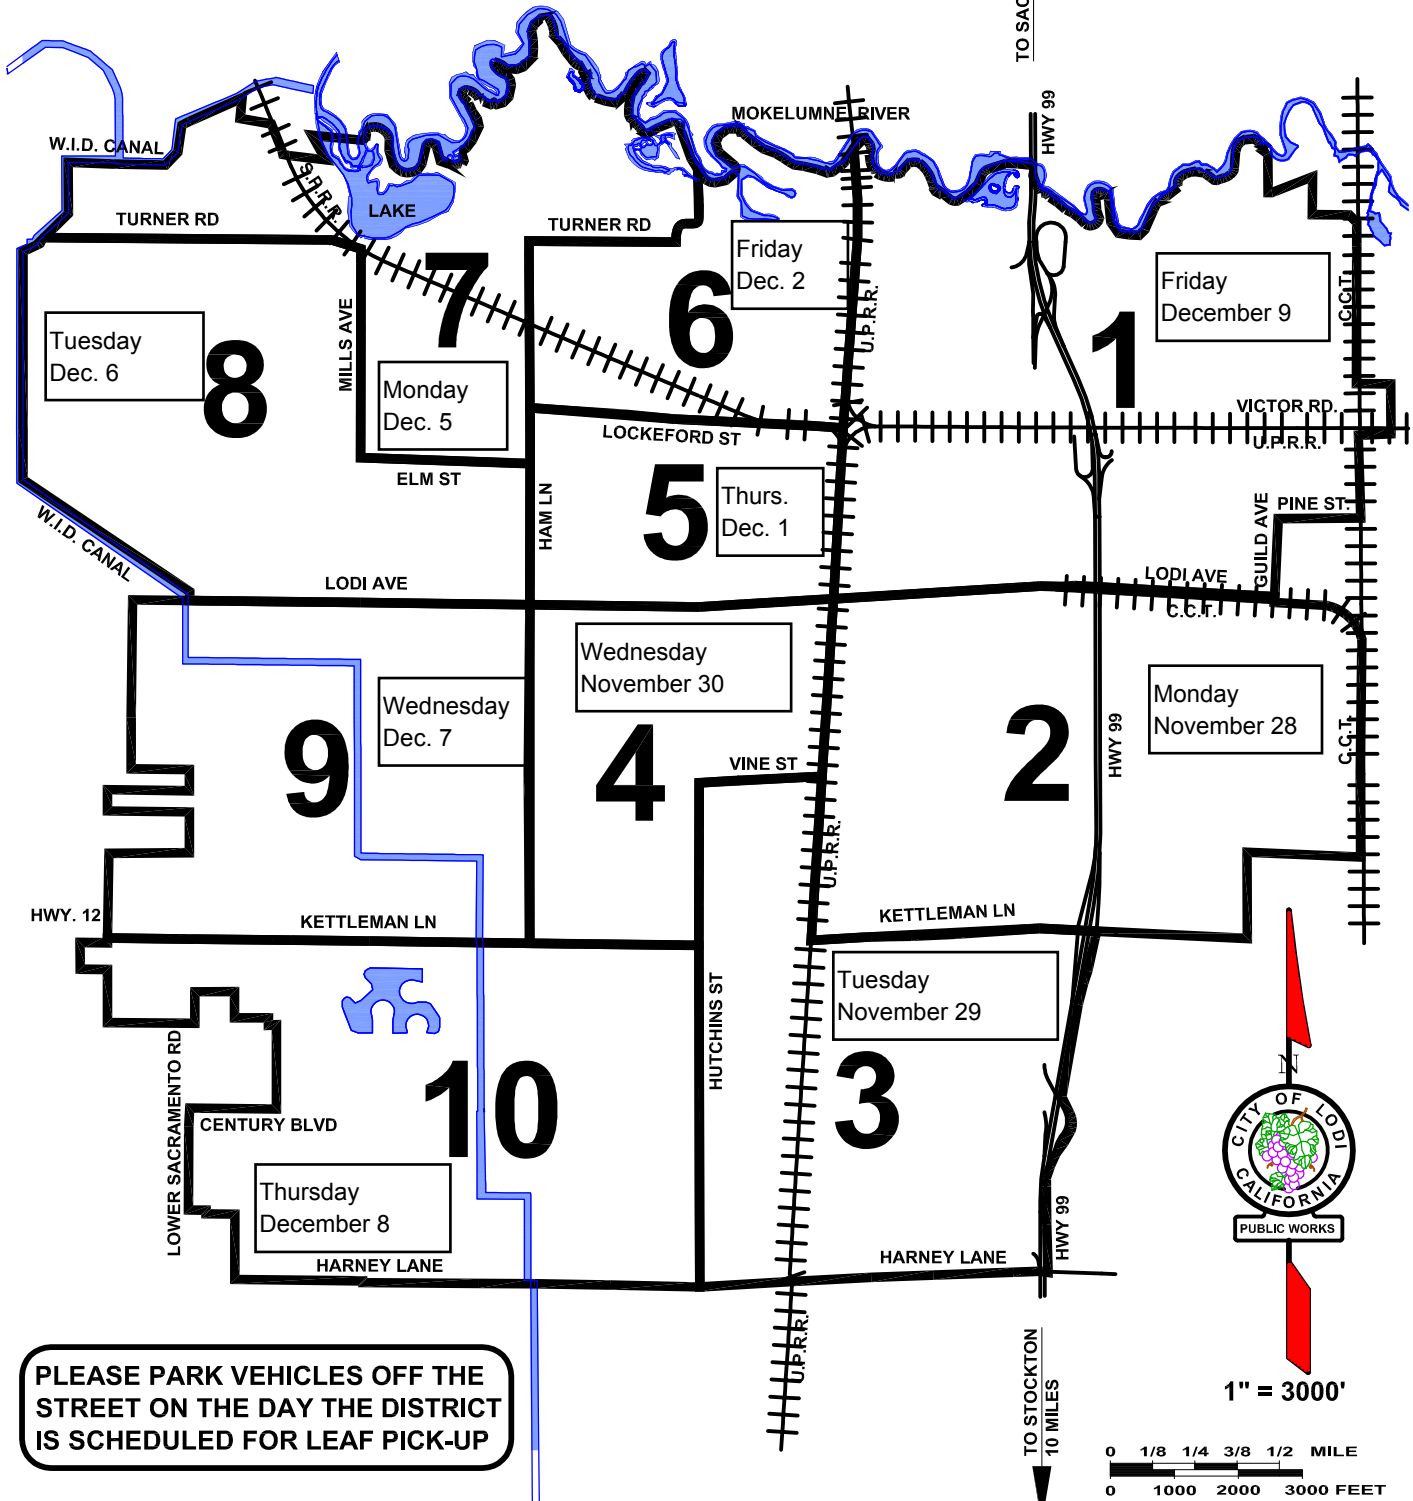 TO SAC
HWY 99
MOKELUMNE RIVER
W.I.D. CANAL
S.P.R.R.
LAKE
TURNER RD
TURNER RD
Friday
Dec. 2
Friday
December 9
C.C.T.
7
6
1
U.P.R.R.
Tuesday
Dec. 6
8
MILLS AVE
Monday
Dec. 5
VICTOR RD.
U.P.R.R.
LOCKEFORD ST
ELM ST
5
Thurs.
Dec. 1
HAM LN
GUILD AVE
PINE ST.
W.I.D. CANAL
LODI AVE
LODI AVE
C.C.T.
Wednesday
November 30
Wednesday
Dec. 7
Monday
November 28
9
4
2
HWY 99
C.C.T.
VINE ST
U.P.R.R.
HWY. 12
KETTLEMAN LN
KETTLEMAN LN
Tuesday
November 29
HUTCHINS ST
LOWER SACRAMENTO RD
10
3
CENTURY BLVD
N
CITY OF LODI
CALIFORNIA
PUBLIC WORKS
Thursday
December 8
HARNEY LANE
HARNEY LANE
HWY 99
U.P.R.R.
TO STOCKTON
10 MILES
PLEASE PARK VEHICLES OFF THE
STREET ON THE DAY THE DISTRICT
IS SCHEDULED FOR LEAF PICK-UP
1" = 3000'
0 1/8 1/4 3/8 1/2 MILE
0 1000 2000 3000 FEET